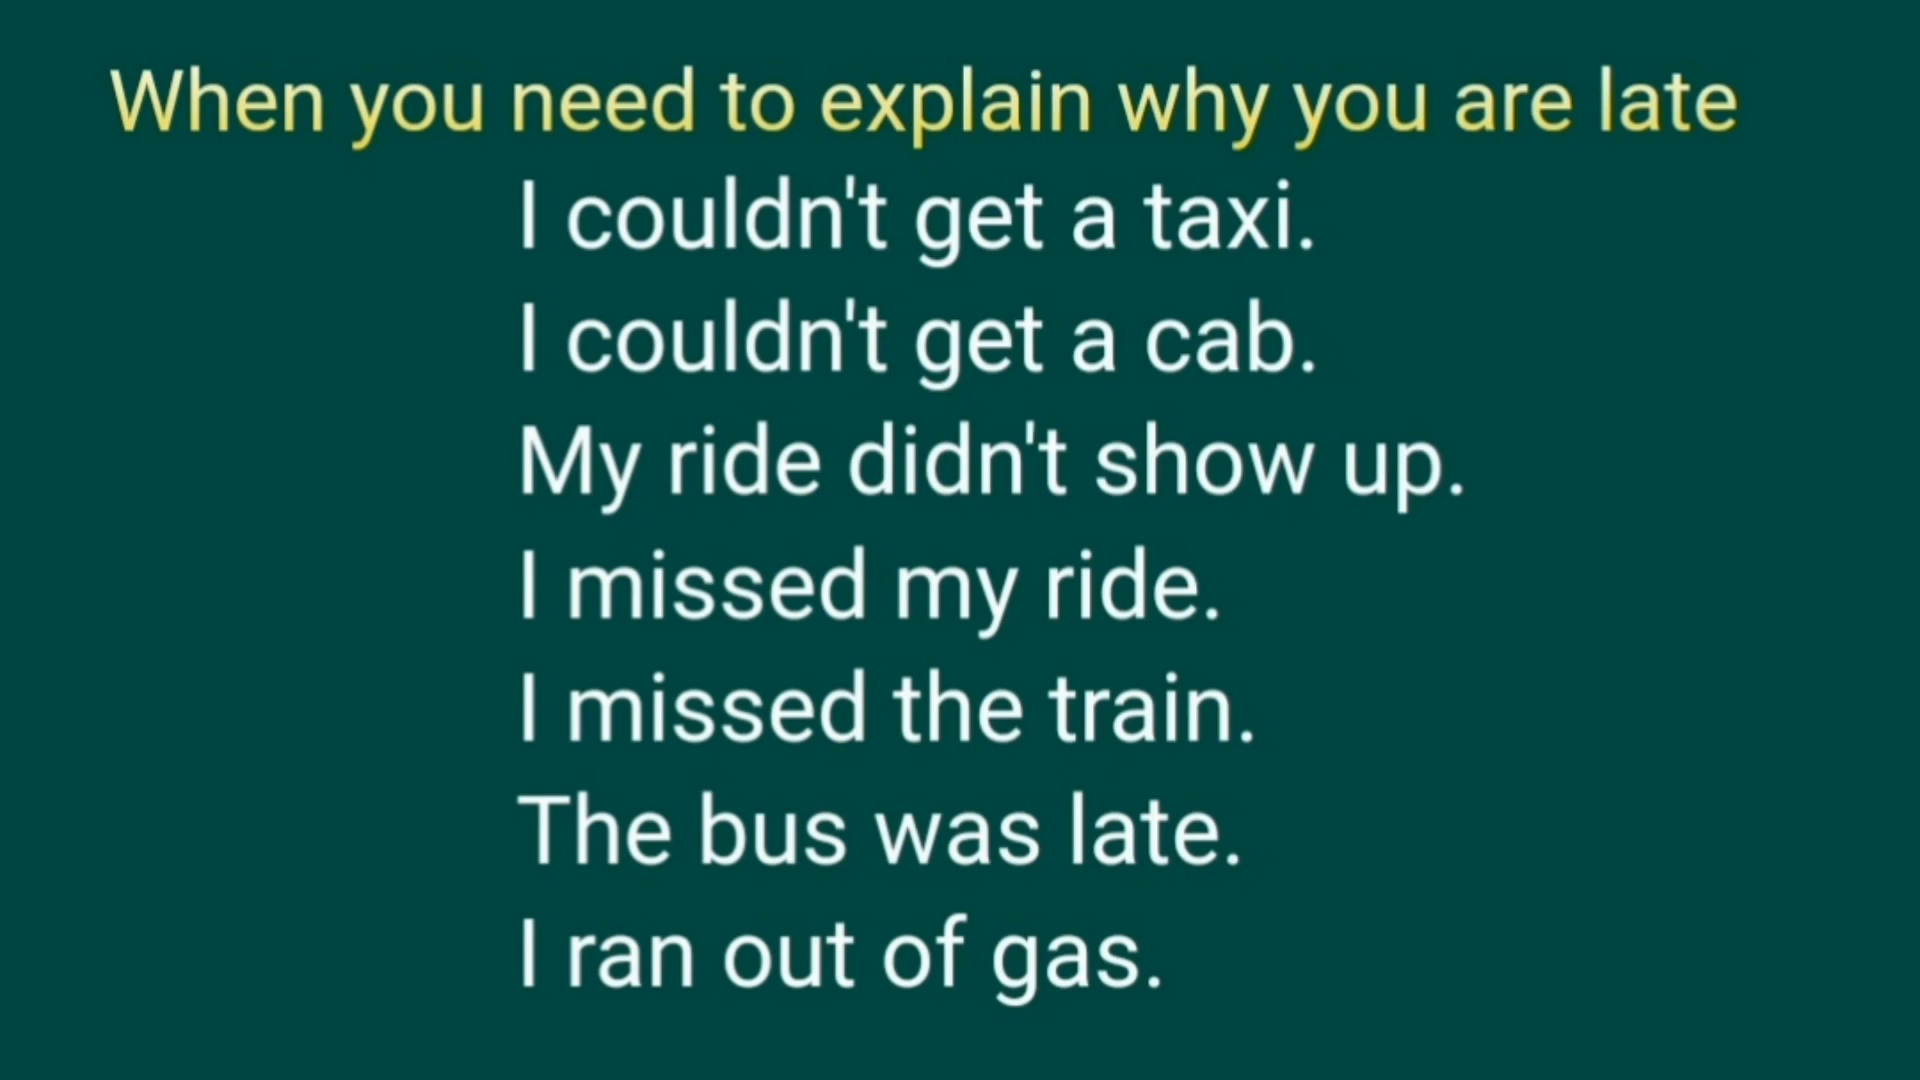 When you need to explain why you are late
I couldn't get a taxi.
I couldn't get a cab.
My ride didn't show up.
I missed my ride.
I missed the train.
The bus was late.
I ran out of gas.